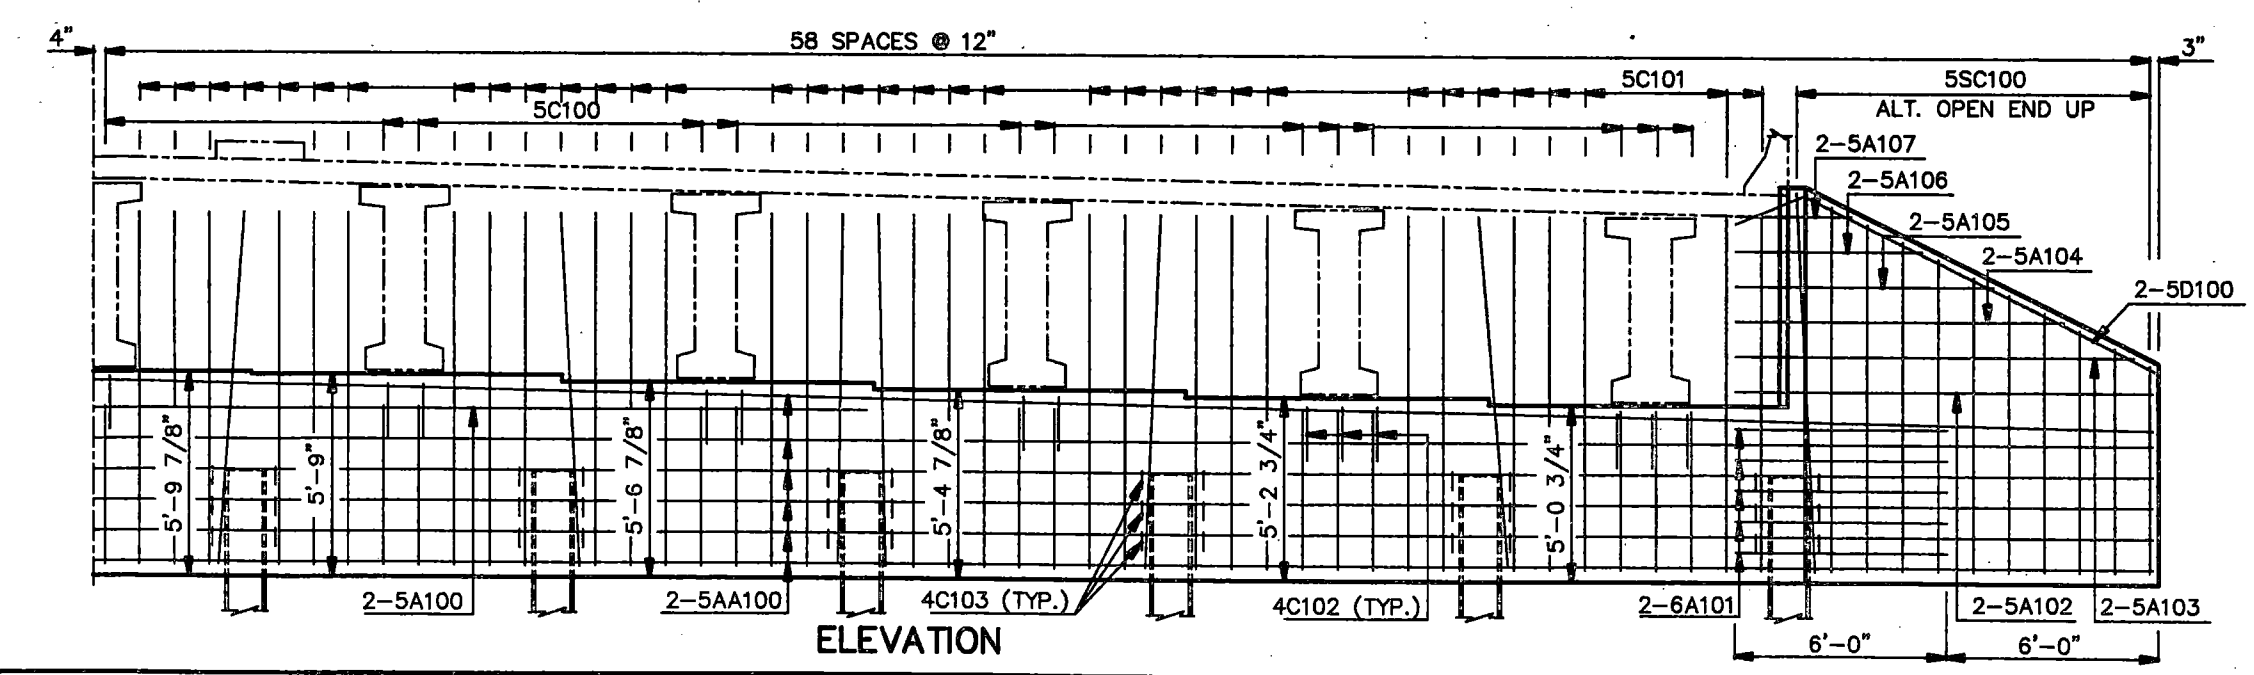 4"
58 SPACES @ 12"
3"
5C101
5SC100
5C100
ALT. OPEN END UP
2-5A107
2-5A106
2-5A105
2-5A104
2-5D100
5'-9 7/8"
5'-9"
5'-6 7/8"
5'-4 7/8"
5'-2 3/4"
5'-0 3/4"
2-5A100
2-5AA100
4C103 (TYP.)
4C102 (TYP.)
2-6A101
2-5A102
2-5A103
ELEVATION
6'-0"
6'-0"